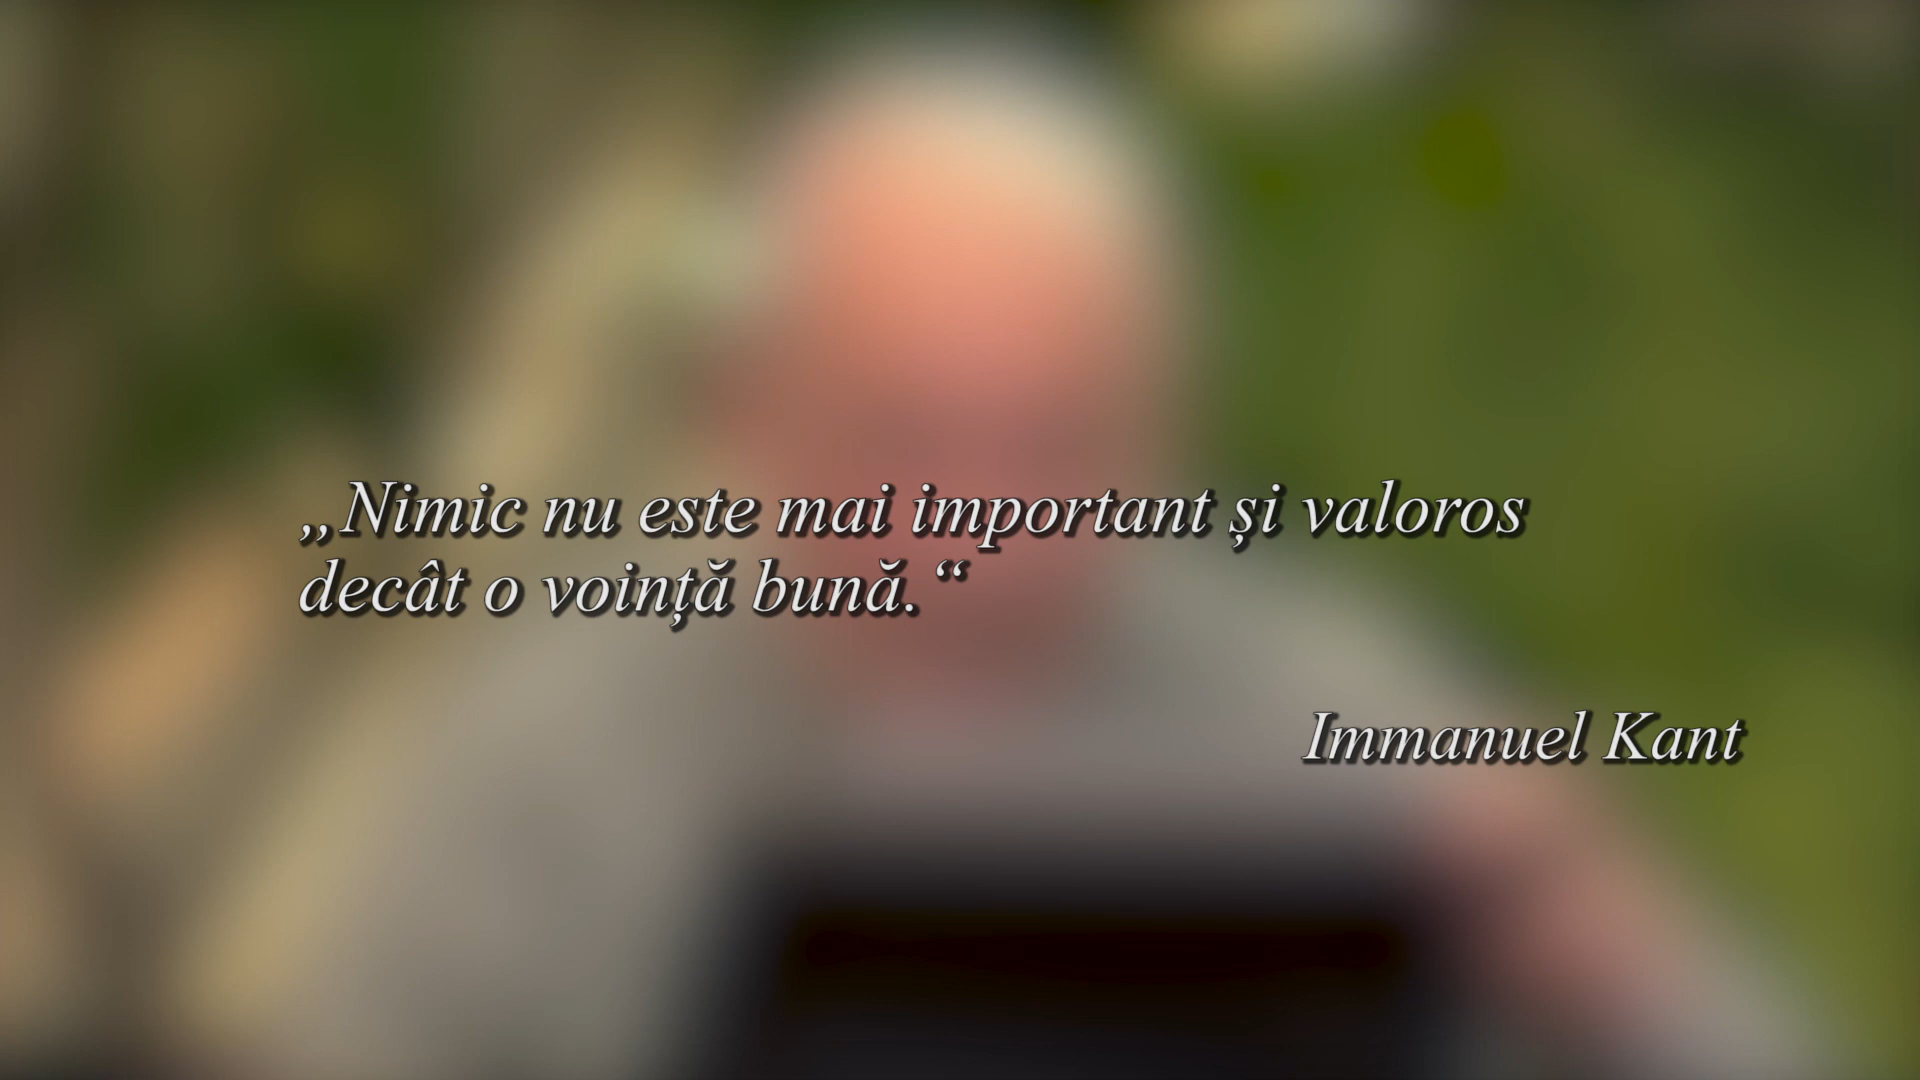 „Nimic nu este mai important și valoros
decât o voință bună.“
Immanuel Kant